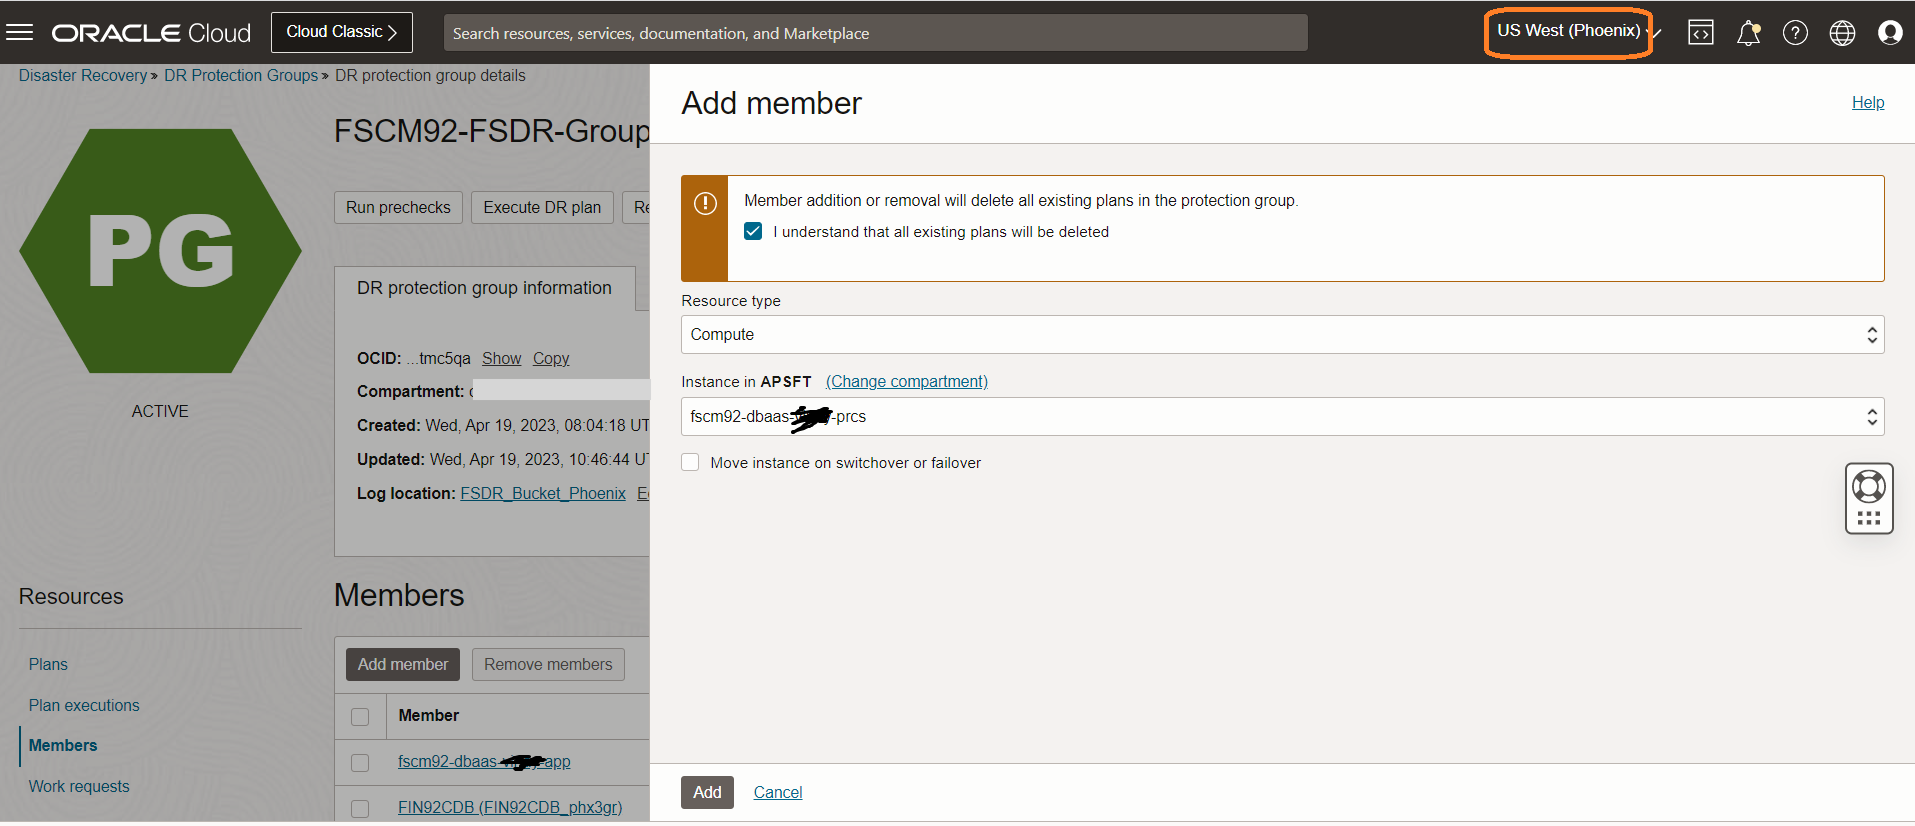 ORACLE Cloud
Cloud Classic
Search resources, services, documentation, and Marketplace
US West (Phoenix)
Disaster Recovery » DR Protection Groups » DR protection group details
PG
ACTIVE
FSCM92-FSDR-Group
Run prechecks
Execute DR plan
Re
DR protection group information
OCID: ...tmc5qa Show Copy
Compartment:
Created: Wed, Apr 19, 2023, 08:04:18 UT
Updated: Wed, Apr 19, 2023, 10:46:44 U
Log location: FSDR_Bucket_Phoenix
Resources
Plans
Plan executions
Members
Work requests
Members
Add member
Remove members
Member
fscm92-dbaas- -app
FIN92CDB (FIN92CDB_phx3gr)
Add member
Help
Member addition or removal will delete all existing plans in the protection group.
I understand that all existing plans will be deleted
Resource type
Compute
Instance in APSFT (Change compartment)
fscm92-dbaas- -prcs
Move instance on switchover or failover
Add
Cancel